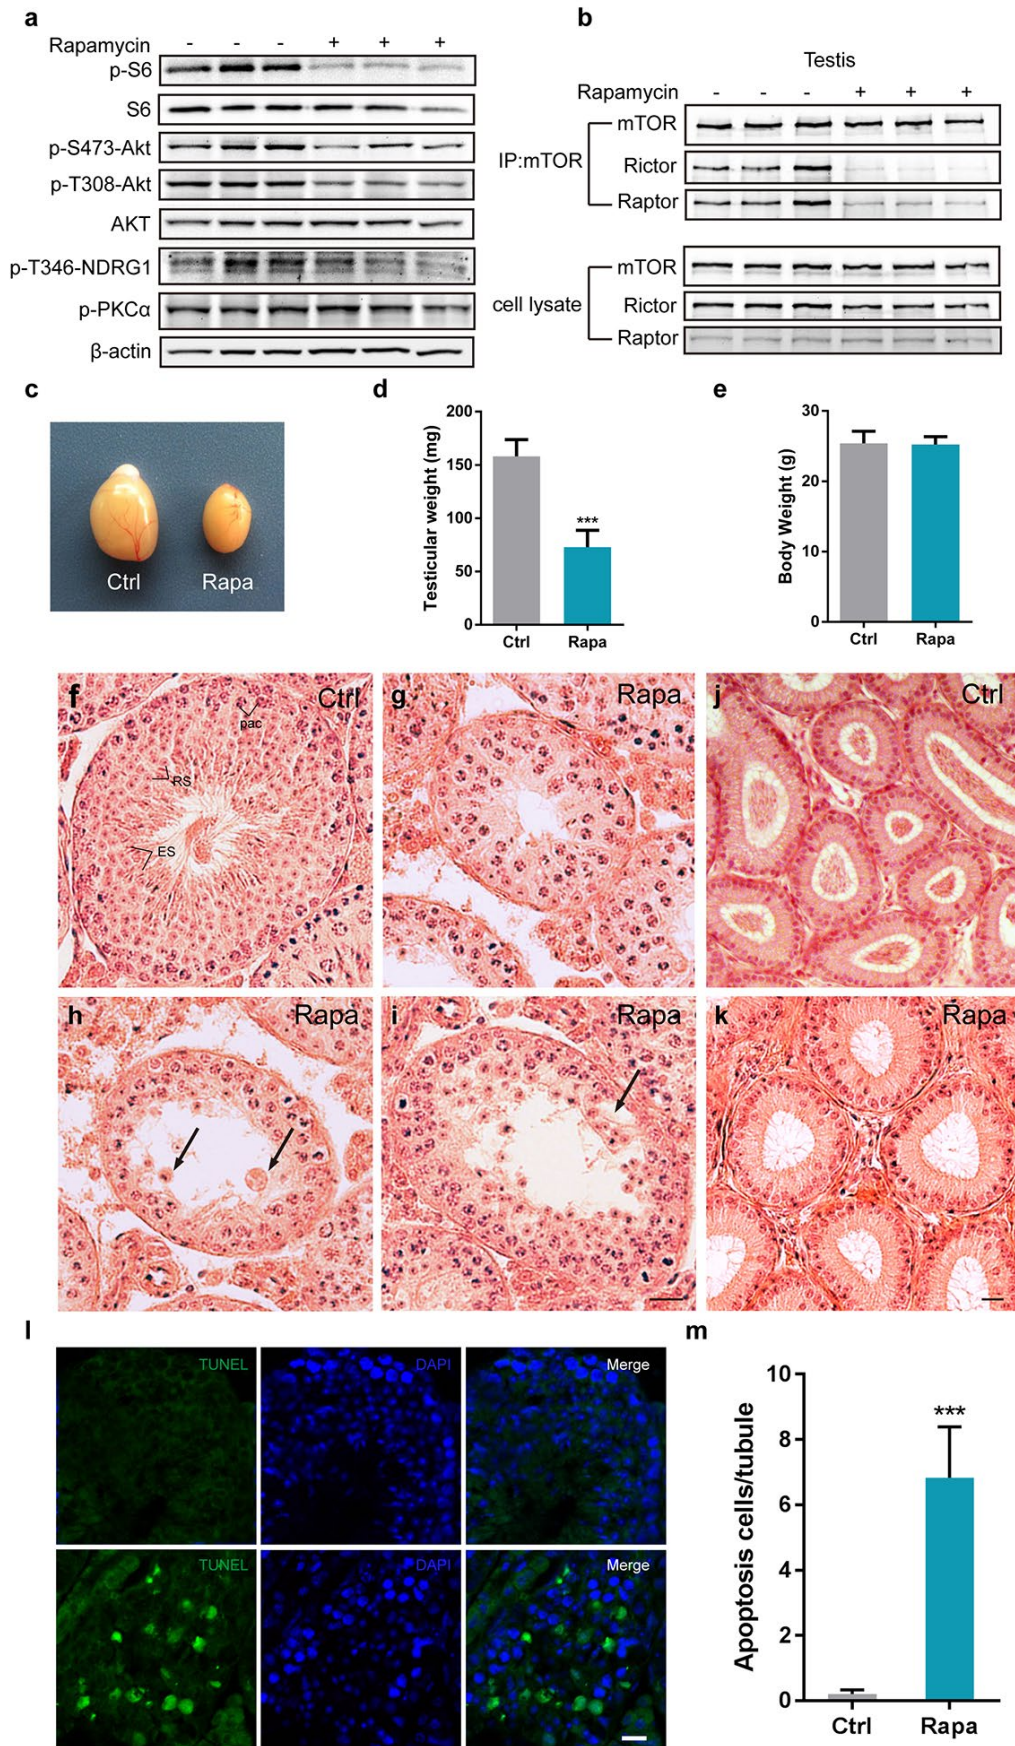 a
Rapamycin - - - + + +
p-S6
S6
p-S473-Akt
p-T308-Akt
AKT
p-T346-NDRG1
p-PKCα
β-actin
b
Testis
Rapamycin - - - + + +
IP:mTOR
mTOR
Rictor
Raptor
cell lysate
mTOR
Rictor
Raptor
c
Ctrl Rapa
d
Testicular weight (mg)
200
150
100
50
0
***
Ctrl Rapa
e
Body Weight (g)
30
20
10
0
Ctrl Rapa
f Ctrl
pac
RS
ES
g Rapa
j Ctrl
h Rapa
i Rapa
k Rapa
l
TUNEL DAPI Merge
TUNEL DAPI Merge
m
Apoptosis cells/tubule
10
8
6
4
2
0
***
Ctrl Rapa